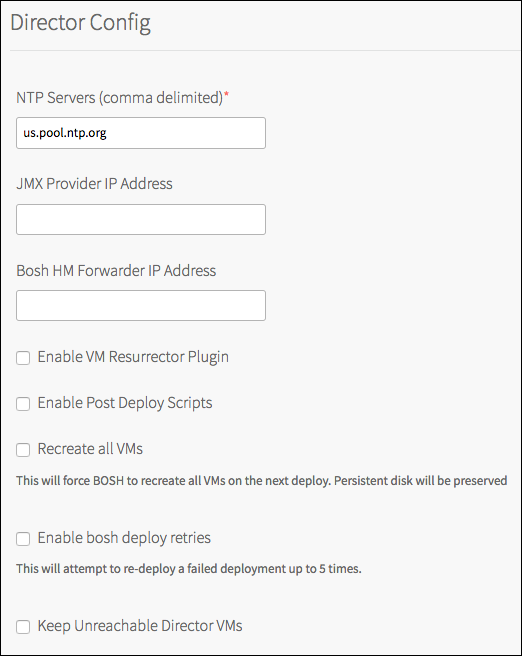 Director Config
NTP Servers (comma delimited)*
us.pool.ntp.org
JMX Provider IP Address
Bosh HM Forwarder IP Address
Enable VM Resurrector Plugin
Enable Post Deploy Scripts
Recreate all VMs
This will force BOSH to recreate all VMs on the next deploy. Persistent disk will be preserved
Enable bosh deploy retries
This will attempt to re-deploy a failed deployment up to 5 times.
Keep Unreachable Director VMs